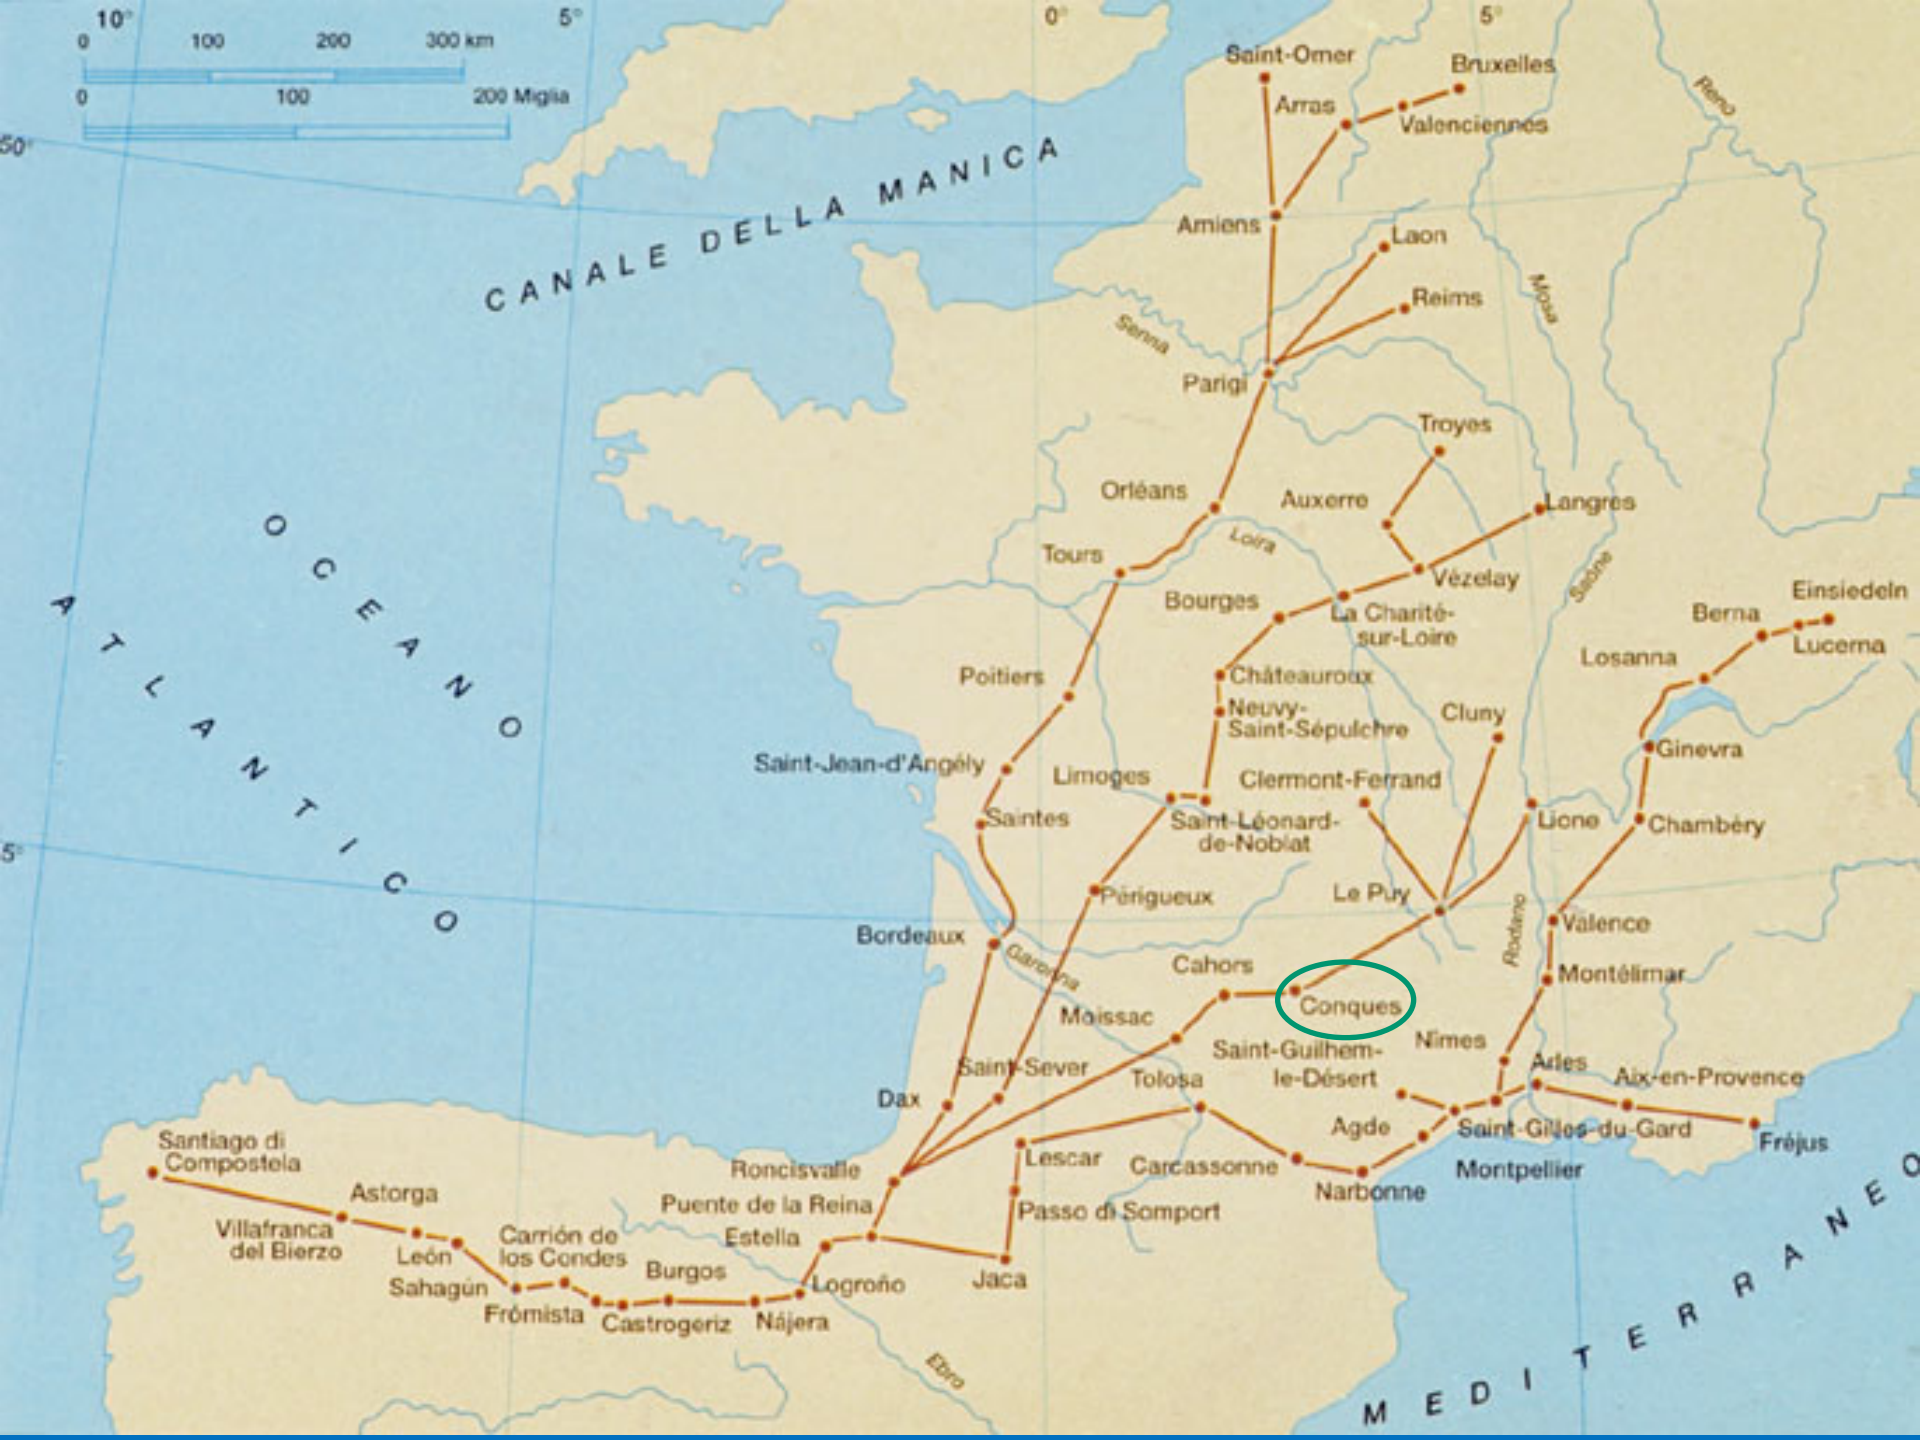 10° 5° 0° 5°
0 100 200 300 km
0 100 200 Miglia
50°
5°
CANALE DELLA MANICA
OCEANO
ATLANTICO
MEDITERRANEO
Saint-Omer
Bruxelles
Arras
Valenciennes
Reno
Amiens
Laon
Mosa
Reims
Senna
Parigi
Troyes
Orléans
Auxerre
Langres
Loira
Tours
Vézelay
Saône
Bourges
La Charité-
sur-Loire
Einsiedeln
Berna
Lucerna
Losanna
Poitiers
Châteauroux
Neuvy-
Saint-Sépulchre
Cluny
Ginevra
Saint-Jean-d'Angély
Limoges
Clermont-Ferrand
Saintes
Saint-Léonard-
de-Noblat
Lione
Chambéry
Périgueux
Le Puy
Rodano
Valence
Bordeaux
Garonna
Cahors
Montélimar
Conques
Moissac
Saint-Guilhem-
le-Désert
Nîmes
Saint-Sever
Tolosa
Arles
Aix-en-Provence
Dax
Agde
Saint-Gilles-du-Gard
Fréjus
Santiago di
Compostela
Roncisvalle
Lescar
Carcassonne
Montpellier
Narbonne
Astorga
Puente de la Reina
Passo di Somport
Villafranca
del Bierzo
León
Carrión de
los Condes
Estella
Burgos
Jaca
Sahagún
Logroño
Frómista
Castrogeriz
Nájera
Ebro